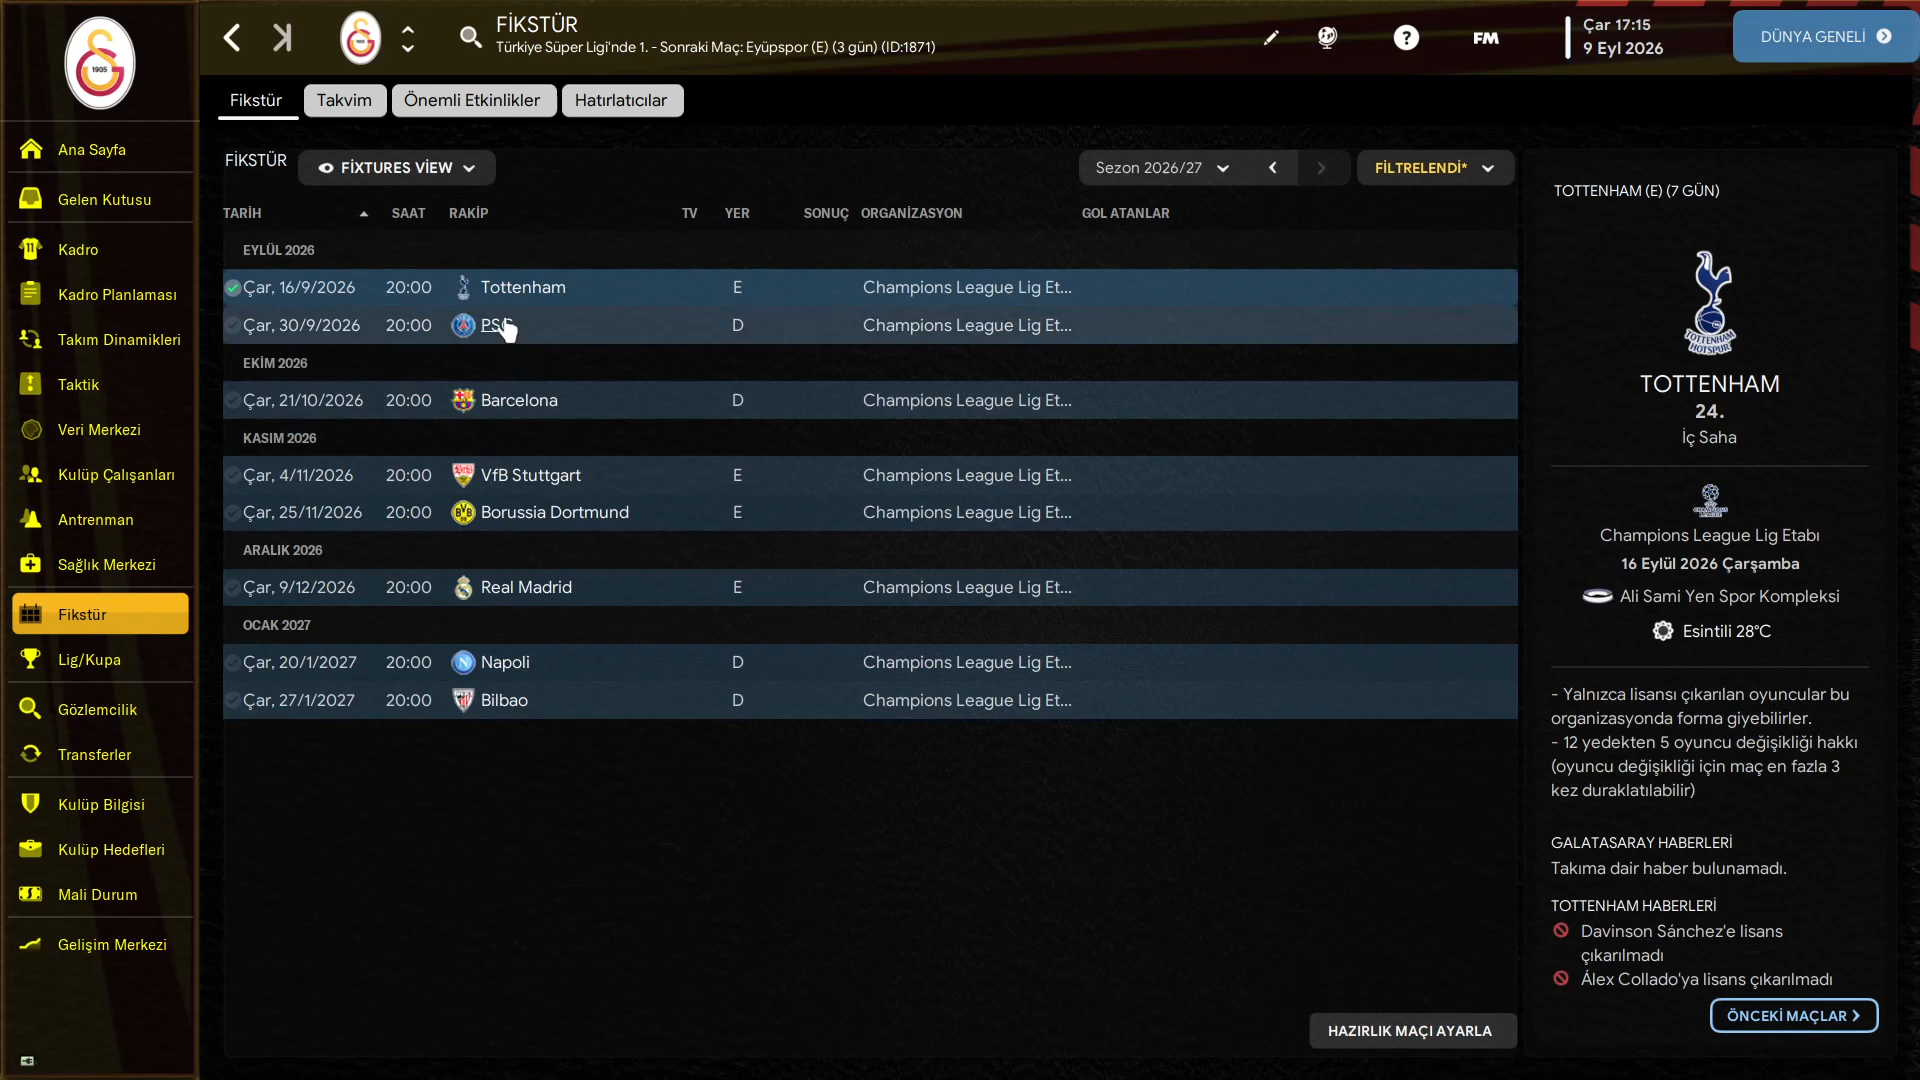 FİKSTÜR
Türkiye Süper Ligi'nde 1. - Sonraki Maç: Eyüpspor (E) (3 gün) (ID:1871)
FM
Çar 17:15
9 Eyl 2026
DÜNYA GENELİ
1905
Ana Sayfa
Gelen Kutusu
Kadro
Kadro Planlaması
Takım Dinamikleri
Taktik
Veri Merkezi
Kulüp Çalışanları
Antrenman
Sağlık Merkezi
Fikstür
Lig/Kupa
Gözlemcilik
Transferler
Kulüp Bilgisi
Kulüp Hedefleri
Mali Durum
Gelişim Merkezi
Fikstür Takvim Önemli Etkinlikler Hatırlatıcılar
FİKSTÜR FİXTURES VİEW Sezon 2026/27 FİLTRELENDİ*
TARİH SAAT RAKİP TV YER SONUÇ ORGANİZASYON GOL ATANLAR
EYLÜL 2026
Çar, 16/9/2026 20:00 Tottenham E Champions League Lig Et...
Çar, 30/9/2026 20:00 D Champions League Lig Et...
EKİM 2026
Çar, 21/10/2026 20:00 Barcelona D Champions League Lig Et...
KASIM 2026
Çar, 4/11/2026 20:00 VfB Stuttgart E Champions League Lig Et...
Çar, 25/11/2026 20:00 Borussia Dortmund E Champions League Lig Et...
ARALIK 2026
Çar, 9/12/2026 20:00 Real Madrid E Champions League Lig Et...
OCAK 2027
Çar, 20/1/2027 20:00 Napoli D Champions League Lig Et...
Çar, 27/1/2027 20:00 Bilbao D Champions League Lig Et...
HAZIRLIK MAÇI AYARLA
TOTTENHAM (E) (7 GÜN)
TOTTENHAM
HOTSPUR
TOTTENHAM
24.
İç Saha
CHAMPIONS
LEAGUE
Champions League Lig Etabı
16 Eylül 2026 Çarşamba
Ali Sami Yen Spor Kompleksi
Esintili 28°C
- Yalnızca lisansı çıkarılan oyuncular bu
organizasyonda forma giyebilirler.
- 12 yedekten 5 oyuncu değişikliği hakkı
(oyuncu değişikliği için maç en fazla 3
kez duraklatılabilir)
GALATASARAY HABERLERİ
Takıma dair haber bulunamadı.
TOTTENHAM HABERLERİ
Davinson Sánchez'e lisans
çıkarılmadı
Álex Collado'ya lisans çıkarılmadı
ÖNCEKİ MAÇLAR